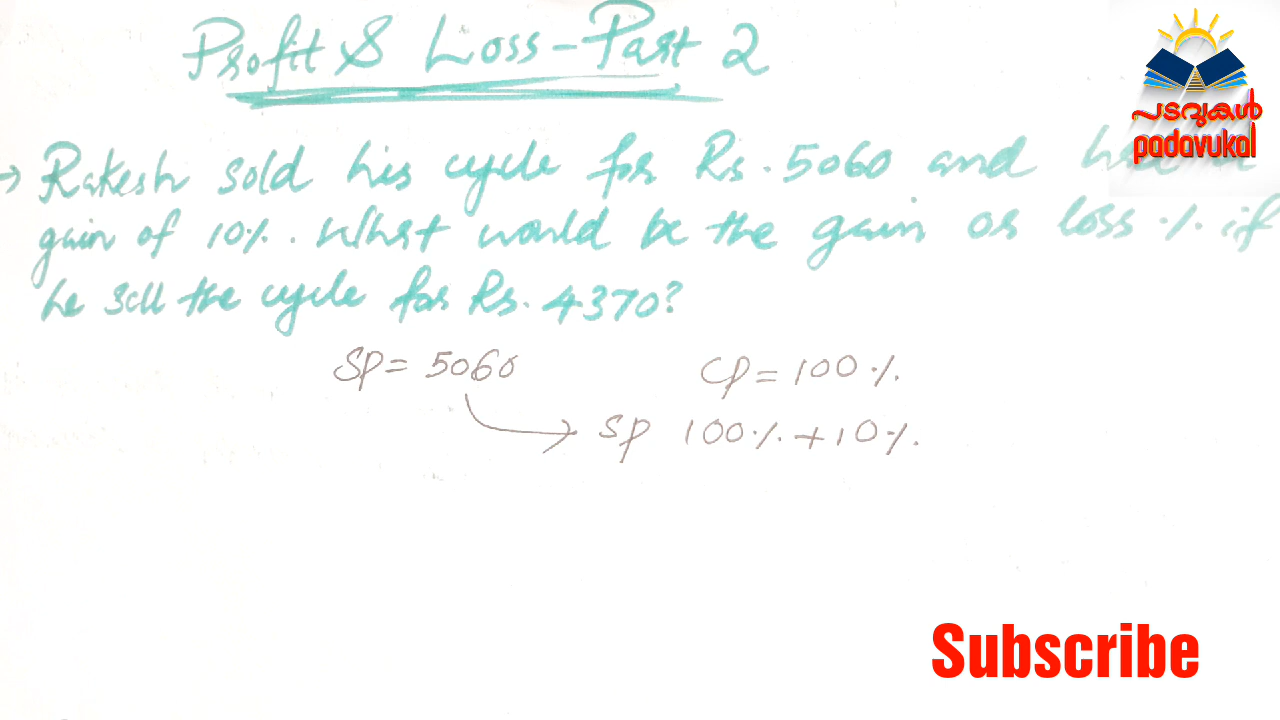 Profit & Loss - Part 2
പടവുകൾ
padavukal
→ Rakesh sold his cycle for Rs. 5060 and
gain of 10%. What would be the gain or loss % if
he sell the cycle for Rs. 4370?
SP = 5060 CP = 100%
→ SP 100% + 10%.
Subscribe